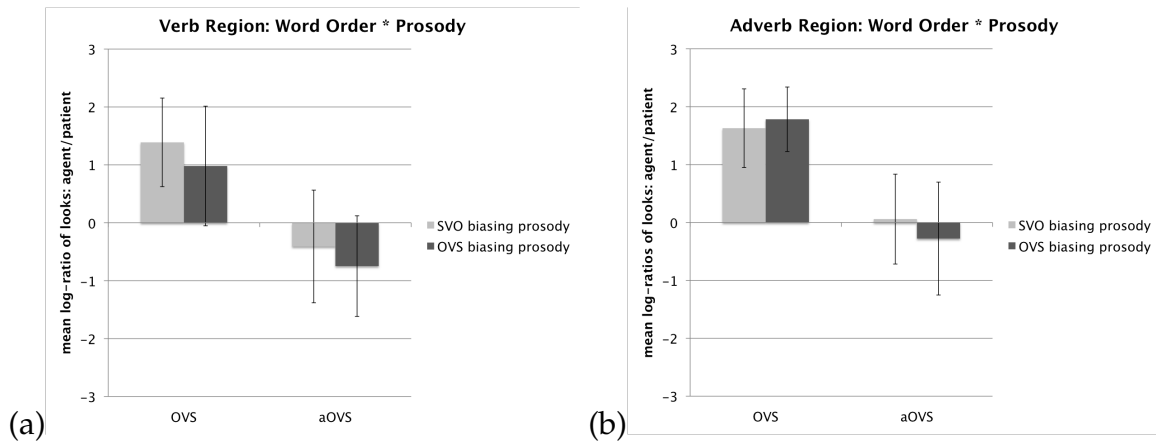 Verb Region: Word Order * Prosody
mean log-ratio of looks: agent/patient
3
2
1
0
-1
-2
-3
OVS
aOVS
SVO biasing prosody
OVS biasing prosody
(a)
Adverb Region: Word Order * Prosody
mean log-ratios of looks: agent/patient
3
2
1
0
-1
-2
-3
OVS
aOVS
SVO biasing prosody
OVS biasing prosody
(b)